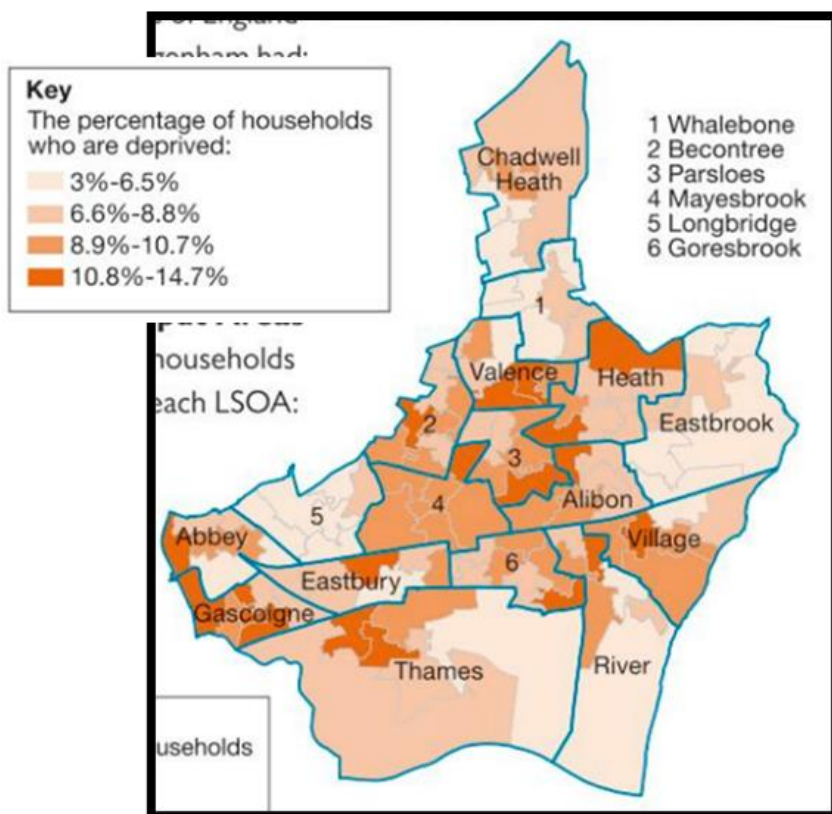 of England
had:
Key
The percentage of households
who are deprived:
3%-6.5%
6.6%-8.8%
8.9%-10.7%
10.8%-14.7%
households
each LSOA:
1 Whalebone
2 Becontree
3 Parsloes
4 Mayesbrook
5 Longbridge
6 Goresbrook
Chadwell
Heath
1
Valence
Heath
2
Eastbrook
3
4
Alibon
5
Abbey
Village
6
Eastbury
Gascoigne
Thames
River
useholds